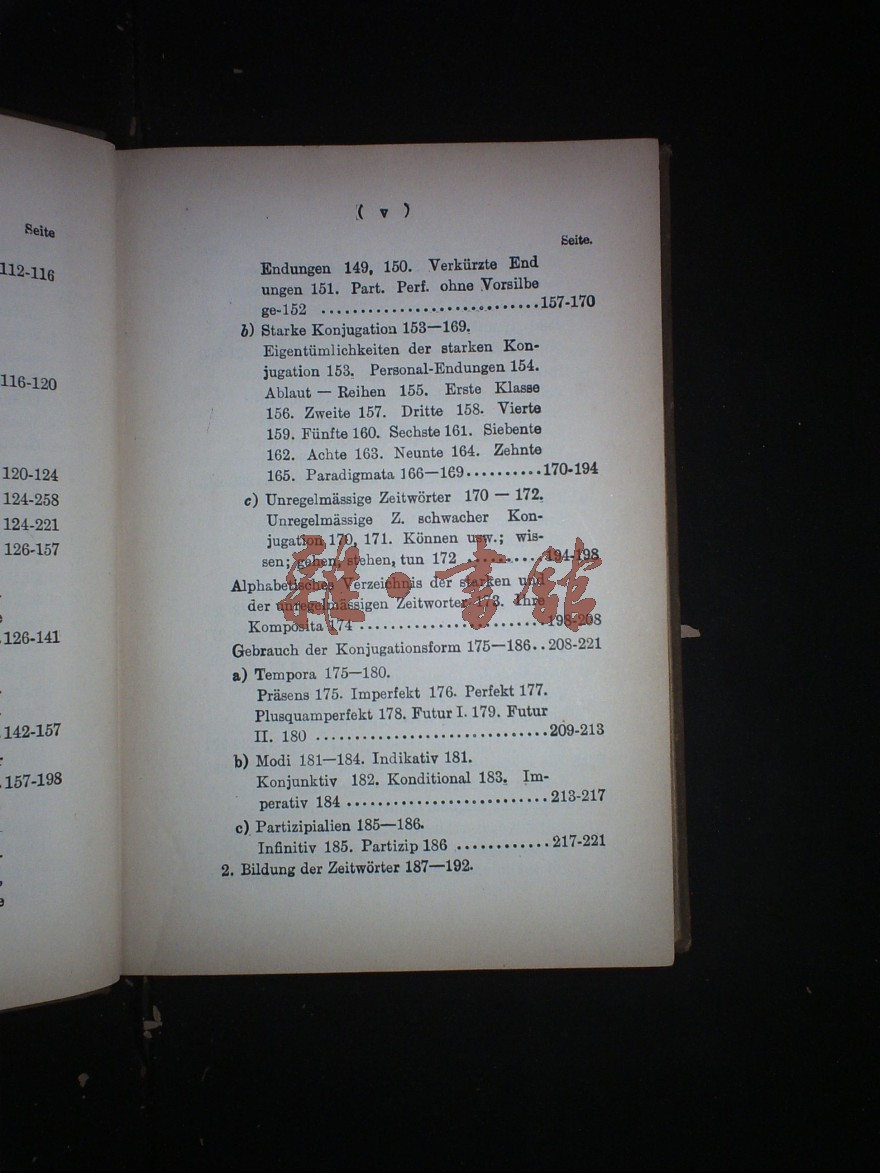 Seite
112-116
116-120
120-124
124-258
124-221
126-157
126-141
142-157
157-198
( v )
Seite.
Endungen 149, 150. Verkürzte End
ungen 151. Part. Perf. ohne Vorsilbe
ge-152 ..........................157-170
b) Starke Konjugation 153—169.
Eigentümlichkeiten der starken Kon-
jugation 153. Personal-Endungen 154.
Ablaut — Reihen 155. Erste Klasse
156. Zweite 157. Dritte 158. Vierte
159. Fünfte 160. Sechste 161. Siebente
162. Achte 163. Neunte 164. Zehnte
165. Paradigmata 166—169..........170-194
c) Unregelmässige Zeitwörter 170 — 172.
Unregelmässige Z. schwacher Kon-
jugation 170, 171. Können usw.; wis-
sen; gehen, stehen, tun 172 ..........194-198
Alphabetisches Verzeichnis der starken und
der unregelmässigen Zeitworter 173. Ihre
Komposita 174 ........................198-208
Gebrauch der Konjugationsform 175—186..208-221
a) Tempora 175—180.
Präsens 175. Imperfekt 176. Perfekt 177.
Plusquamperfekt 178. Futur I. 179. Futur
II. 180 ..............................209-213
b) Modi 181—184. Indikativ 181.
Konjunktiv 182. Konditional 183. Im-
perativ 184 ..........................213-217
c) Partizipialien 185—186.
Infinitiv 185. Partizip 186 ............217-221
2. Bildung der Zeitwörter 187—192.
雜·書館